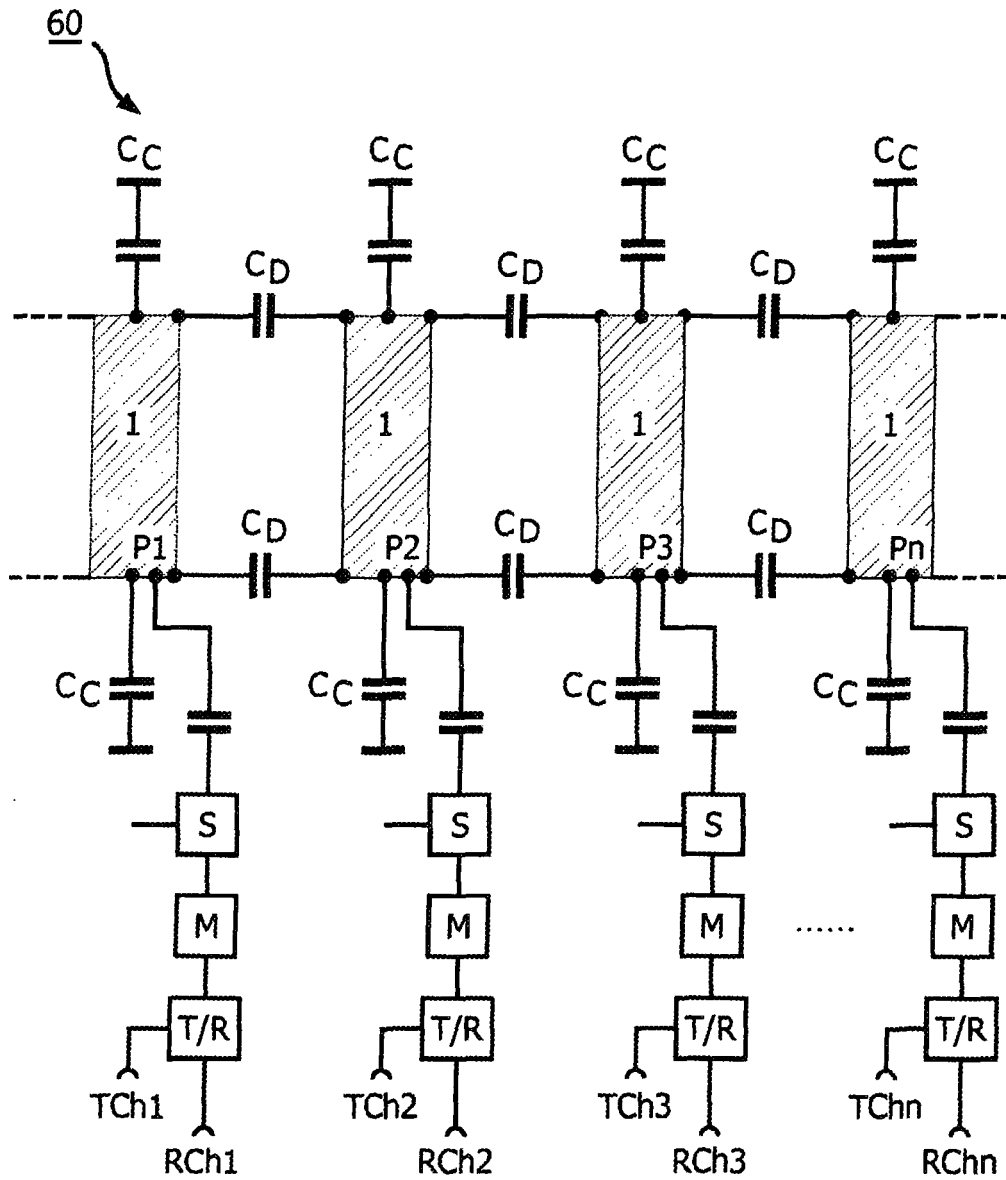 60
CC CC CC CC
CD CD CD
1 1 1 1
P1 CD P2 CD P3 CD Pn
CC CC CC CC
S S S S
M M M ...... M
T/R T/R T/R T/R
TCh1 TCh2 TCh3 TChn
RCh1 RCh2 RCh3 RChn